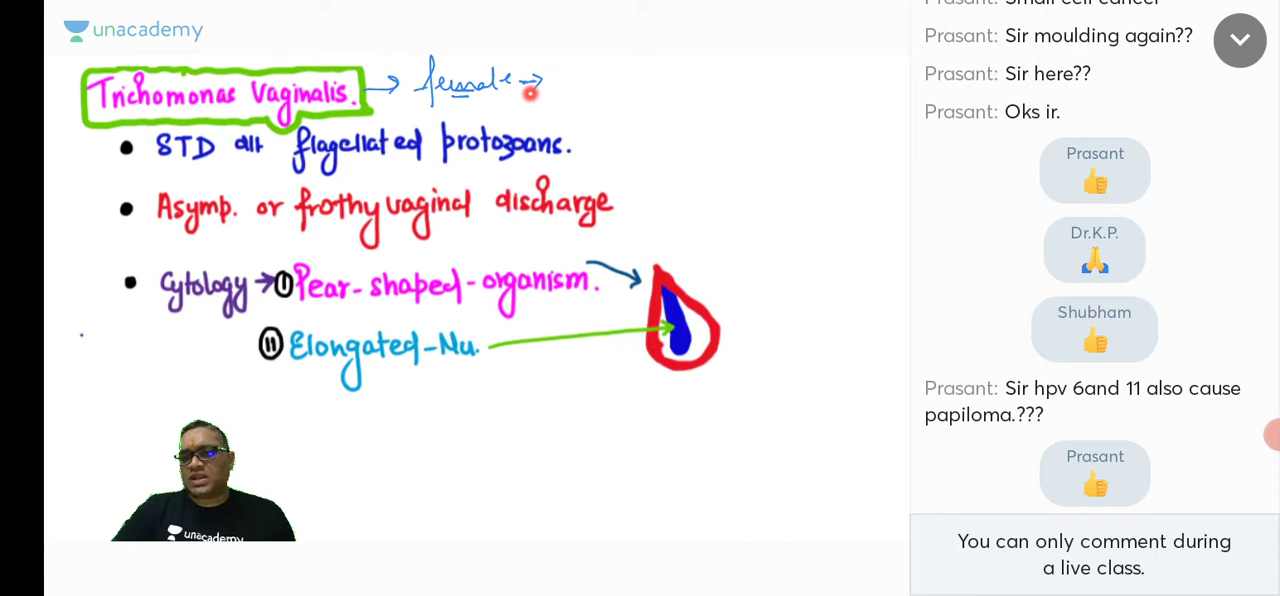 unacademy
Trichomonas Vaginalis. → female →
• STD d/t flagellated protozoans.
• Asymp. or frothy vaginal discharge
• Cytology → (I) Pear-shaped-organism.
(II) Elongated-Nu.
unacademy
Prasant: Sir moulding again??
Prasant: Sir here??
Prasant: Oks ir.
Prasant
👍
Dr.K.P.
🙏
Shubham
👍
Prasant: Sir hpv 6and 11 also cause
papiloma.???
Prasant
👍
You can only comment during
a live class.